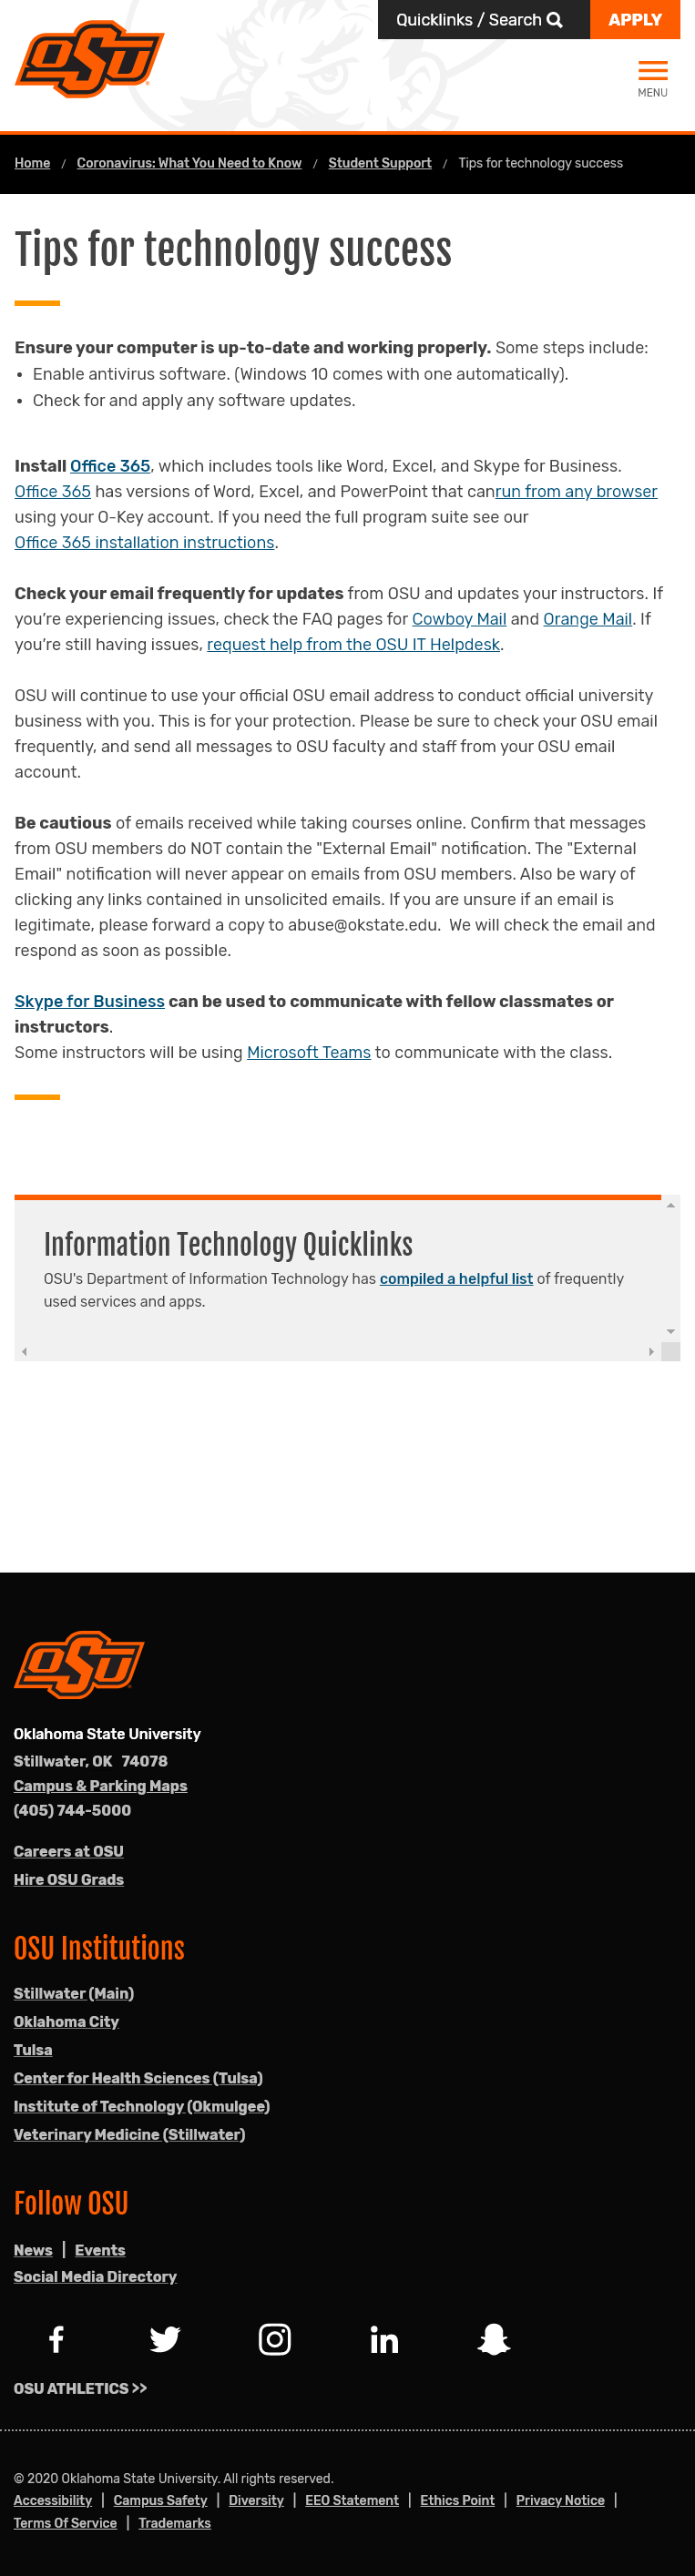 OSU
Quicklinks / Search
APPLY
MENU
Home / Coronavirus: What You Need to Know / Student Support / Tips for technology success
Tips for technology success
Ensure your computer is up-to-date and working properly. Some steps include:
• Enable antivirus software. (Windows 10 comes with one automatically).
• Check for and apply any software updates.
Install Office 365, which includes tools like Word, Excel, and Skype for Business.
Office 365 has versions of Word, Excel, and PowerPoint that canrun from any browser
using your O-Key account. If you need the full program suite see our
Office 365 installation instructions.
Check your email frequently for updates from OSU and updates your instructors. If
you’re experiencing issues, check the FAQ pages for Cowboy Mail and Orange Mail. If
you’re still having issues, request help from the OSU IT Helpdesk.
OSU will continue to use your official OSU email address to conduct official university
business with you. This is for your protection. Please be sure to check your OSU email
frequently, and send all messages to OSU faculty and staff from your OSU email
account.
Be cautious of emails received while taking courses online. Confirm that messages
from OSU members do NOT contain the "External Email" notification. The "External
Email" notification will never appear on emails from OSU members. Also be wary of
clicking any links contained in unsolicited emails. If you are unsure if an email is
legitimate, please forward a copy to abuse@okstate.edu.  We will check the email and
respond as soon as possible.
Skype for Business can be used to communicate with fellow classmates or
instructors.
Some instructors will be using Microsoft Teams to communicate with the class.
Information Technology Quicklinks
OSU's Department of Information Technology has compiled a helpful list of frequently
used services and apps.
OSU
Oklahoma State University
Stillwater, OK 74078
Campus & Parking Maps
(405) 744-5000
Careers at OSU
Hire OSU Grads
OSU Institutions
Stillwater (Main)
Oklahoma City
Tulsa
Center for Health Sciences (Tulsa)
Institute of Technology (Okmulgee)
Veterinary Medicine (Stillwater)
Follow OSU
News | Events
Social Media Directory
OSU ATHLETICS >>
© 2020 Oklahoma State University. All rights reserved.
Accessibility | Campus Safety | Diversity | EEO Statement | Ethics Point | Privacy Notice |
Terms Of Service | Trademarks